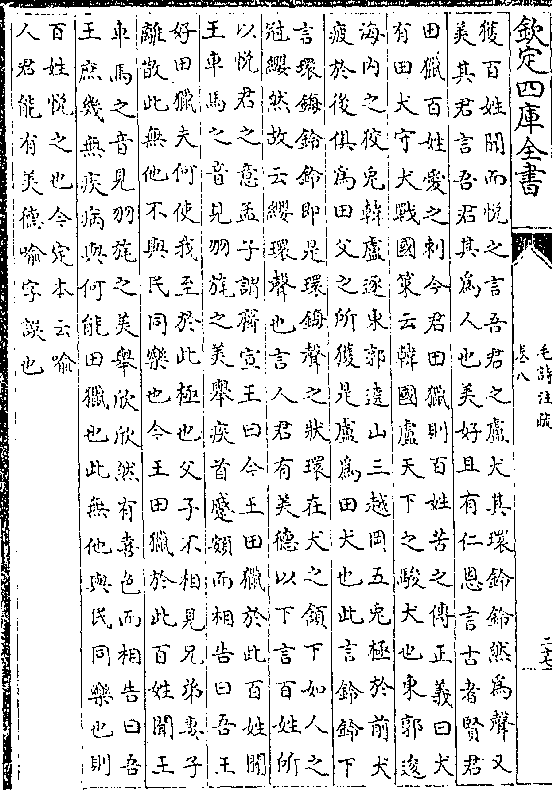 欽定四庫全書
毛詩注疏
卷八
獲百姓聞而悅之言吾君之盧犬其環鈴鈴然為聲又
美其君言吾君其為人也美好且有仁恩言古者賢君
田獵百姓愛之刺今君田獵則百姓苦之傳正義曰犬
有田犬守犬戰國策云韓國盧天下之駿犬也東郭逡
海内之狡兔韓盧逐東郭遶山三越岡五兔極於前犬
疲於後俱為田父之所獲是盧為田犬也此言鈴鈴下
言環鋂鈴鈴即是環鋂聲之狀環在犬之頷下如人之
冠纓然故云纓環聲也言人君有美德以下言百姓所
以悅君之意孟子謂齊宣王曰今王田獵於此百姓聞
王車馬之音見羽旄之美舉疾首蹙頞而相告曰吾王
好田獵夫何使我至於此極也父子不相見兄弟妻子
離散此無他不與民同樂也今王田獵於此百姓聞王
車馬之音見羽旄之美舉欣欣然有喜色而相告曰吾
王庶幾無疾病與何能田獵也此無他與民同樂也則
百姓悅之也今定本云喻
人君能有美德喻字誤也